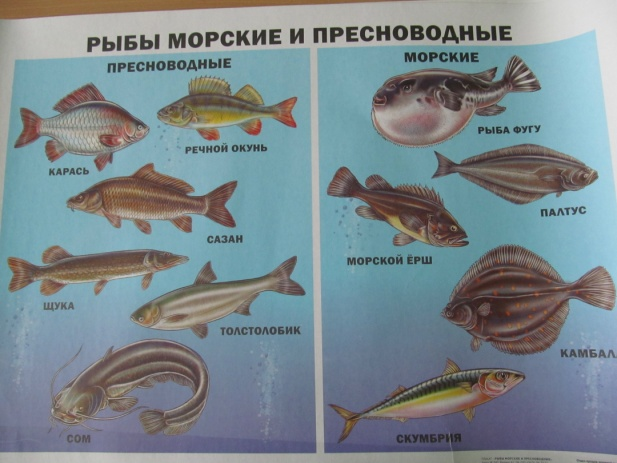 РЫБЫ МОРСКИЕ И ПРЕСНОВОДНЫЕ
ПРЕСНОВОДНЫЕ
КАРАСЬ
РЕЧНОЙ ОКУНЬ
САЗАН
ЩУКА
ТОЛСТОЛОБИК
СОМ
МОРСКИЕ
РЫБА ФУГУ
ПАЛТУС
МОРСКОЙ ЁРШ
КАМБАЛ
СКУМБРИЯ